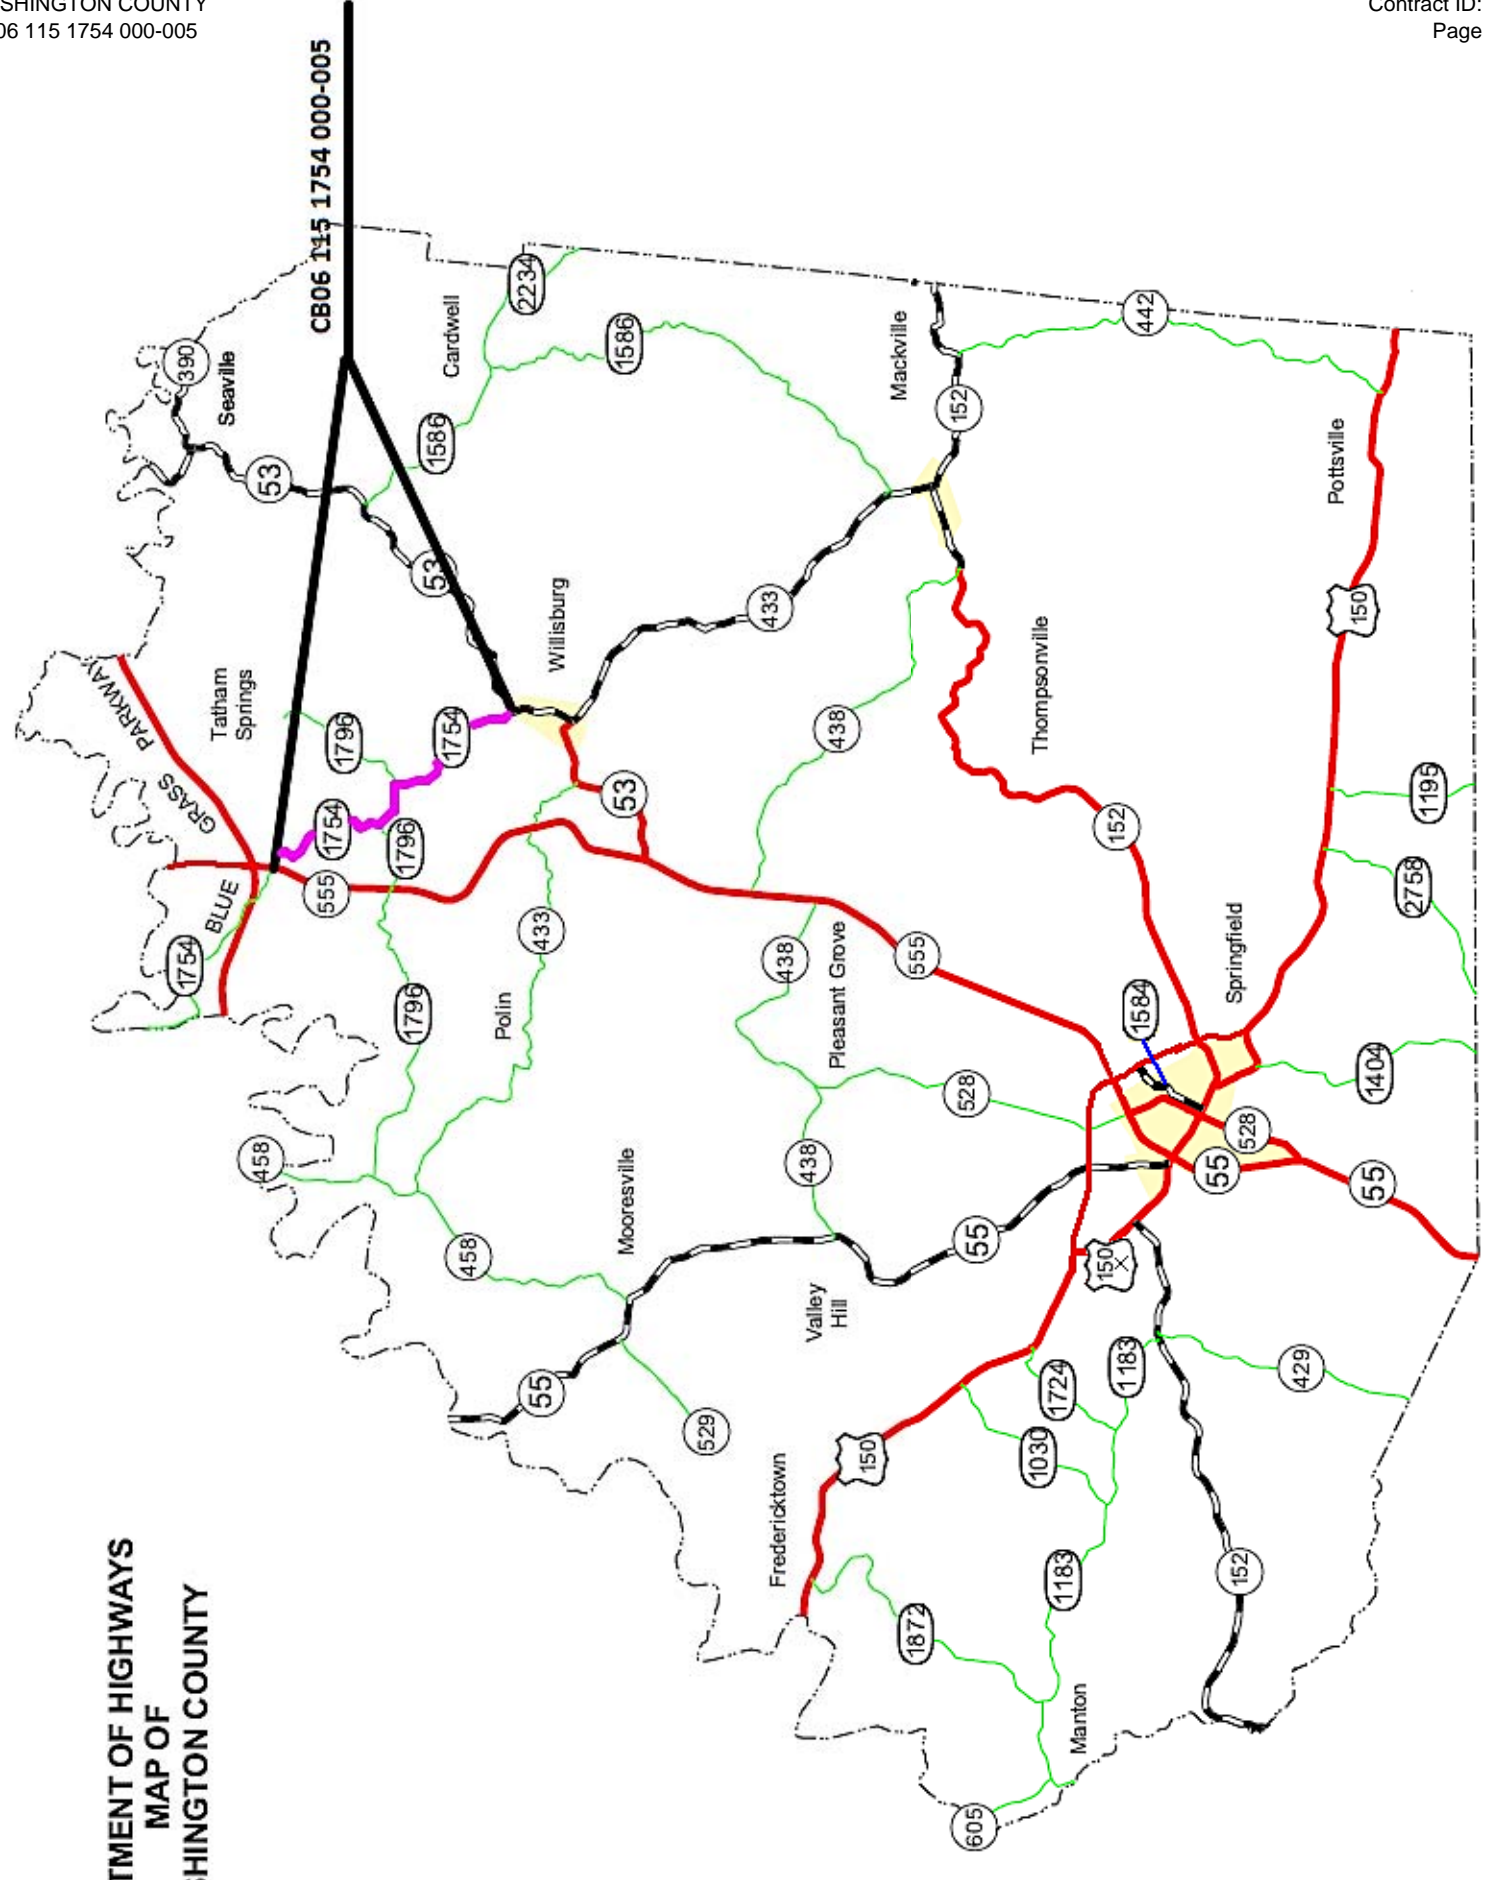 SHINGTON COUNTY
06 115 1754 000-005
Contract ID:
Page
CB06 115 1754 000-005
TMENT OF HIGHWAYS
MAP OF
SHINGTON COUNTY
390
Seaville
53
Cardwell
2234
1586
1586
53
Mackville
442
152
Pottsville
Willisburg
433
150
Thompsonville
PARKWAY
GRASS
BLUE
Tatham
Springs
1796
1754
1754
1796
53
438
152
1195
2758
555
1754
433
438
Pleasant Grove
555
Springfield
1796
Polin
1584
528
1404
458
438
528
55
55
Mooresville
458
Valley
Hill
55
150
X
55
529
1724
1183
429
1030
150
Fredericktown
1183
152
1872
Manton
605